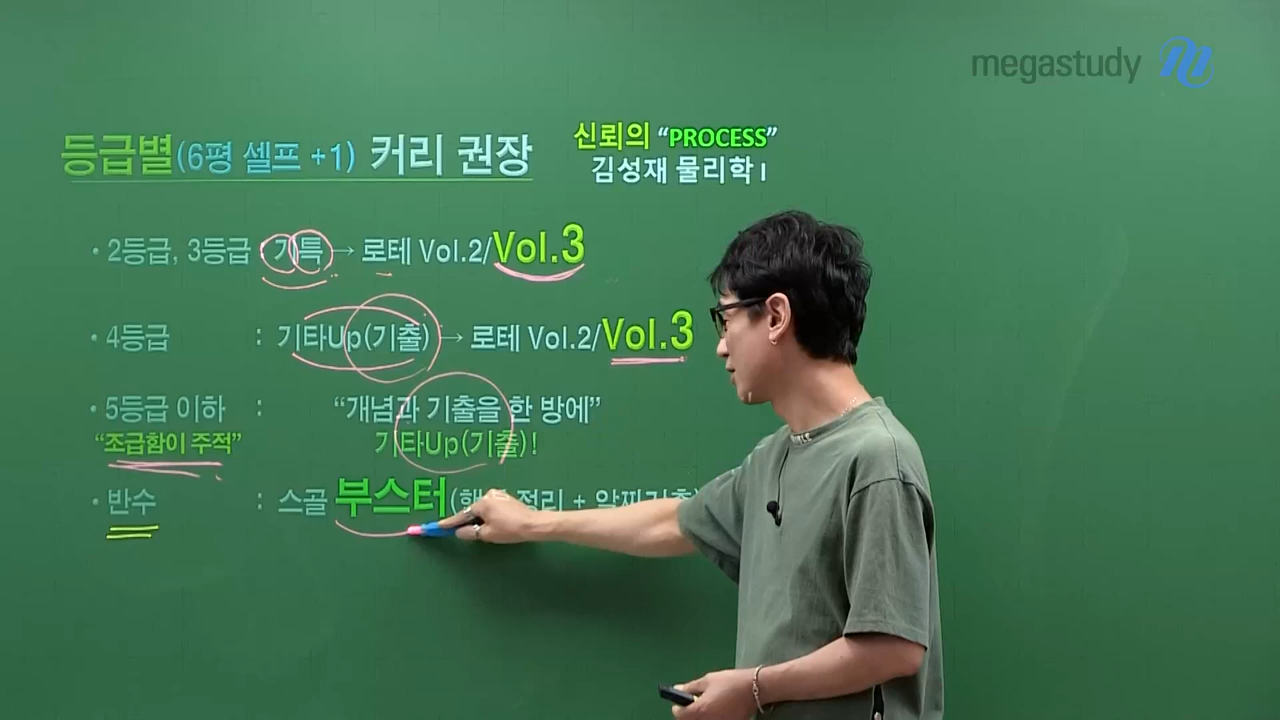 megastudy
등급별(6평 셀프 +1) 커리 권장
신뢰의 “PROCESS”
김성재 물리학 I
• 2등급, 3등급 : 기특 → 로테 Vol.2/Vol.3
• 4등급 : 기타Up(기출) → 로테 Vol.2/Vol.3
• 5등급 이하 : “개념과 기출을 한 방에”
“조급함이 주적” 기타Up(기출)!
• 반수 : 스골 부스터( 정리 +